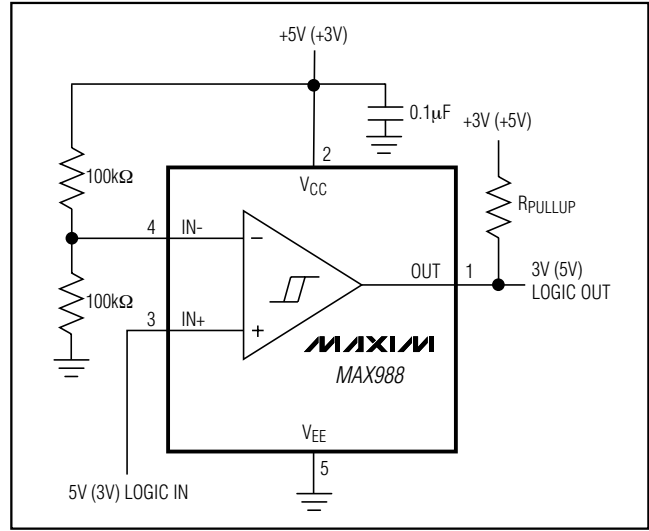 +5V (+3V)
0.1µF
+3V (+5V)
2
100kΩ
VCC
RPULLUP
4
IN-
−
OUT
1
3V (5V)
LOGIC OUT
100kΩ
3
IN+
+
MAXIM
MAX988
VEE
5
5V (3V) LOGIC IN